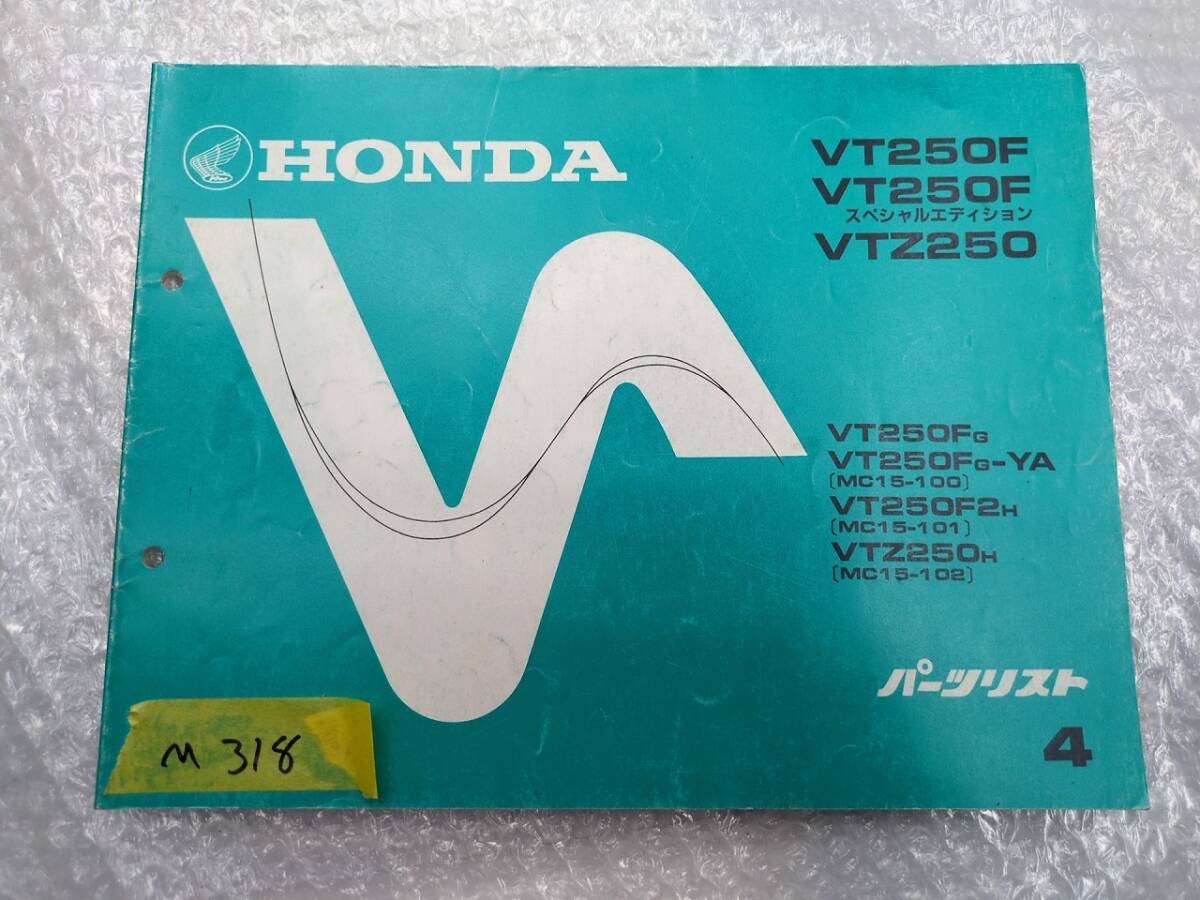 HONDA
VT250F
VT250F
スペシャルエディション
VTZ250
VT250FG
VT250FG-YA
〔MC15-100〕
VT250F2H
〔MC15-101〕
VTZ250H
〔MC15-102〕
パーツリスト
4
M 318